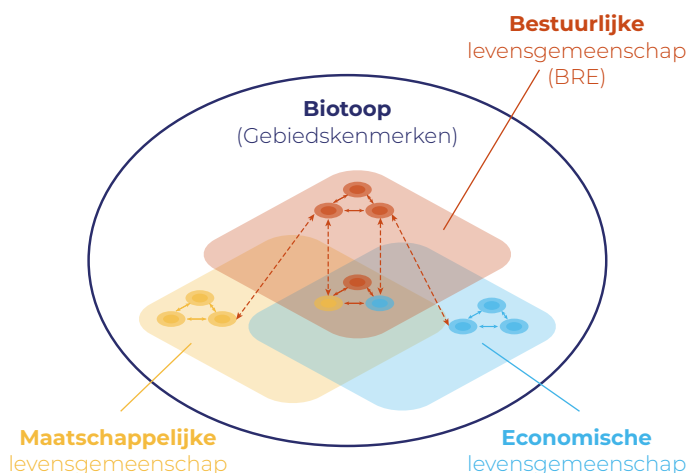 Bestuurlijke
levensgemeenschap
(BRE)
Biotoop
(Gebiedskenmerken)
Maatschappelijke
levensgemeenschap
Economische
levensgemeenschap